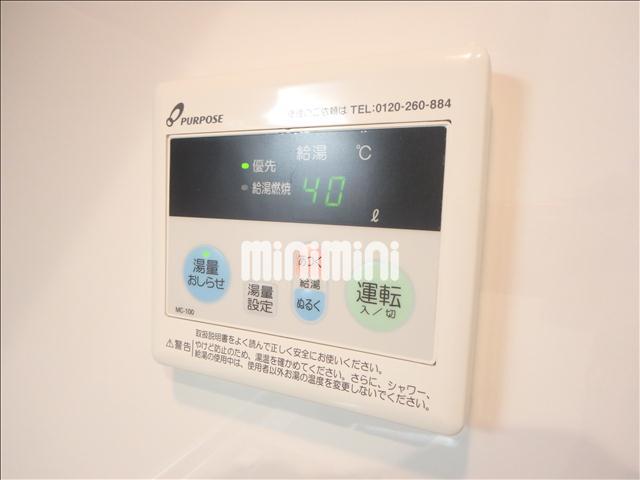 PURPOSE
修理のご依頼は TEL:0120-260-884
給湯 ℃
優先
給湯燃焼 40
ℓ
minimini
湯量
おしらせ
湯量
設定
あつく
給湯
ぬるく
運転
入/切
MC-100
⚠警告
取扱説明書をよく読んで正しく安全にお使いください。
やけど防止のため、湯温を確かめてください。さらに、シャワー、
給湯の使用中は、使用者以外お湯の温度を変更しないでください。